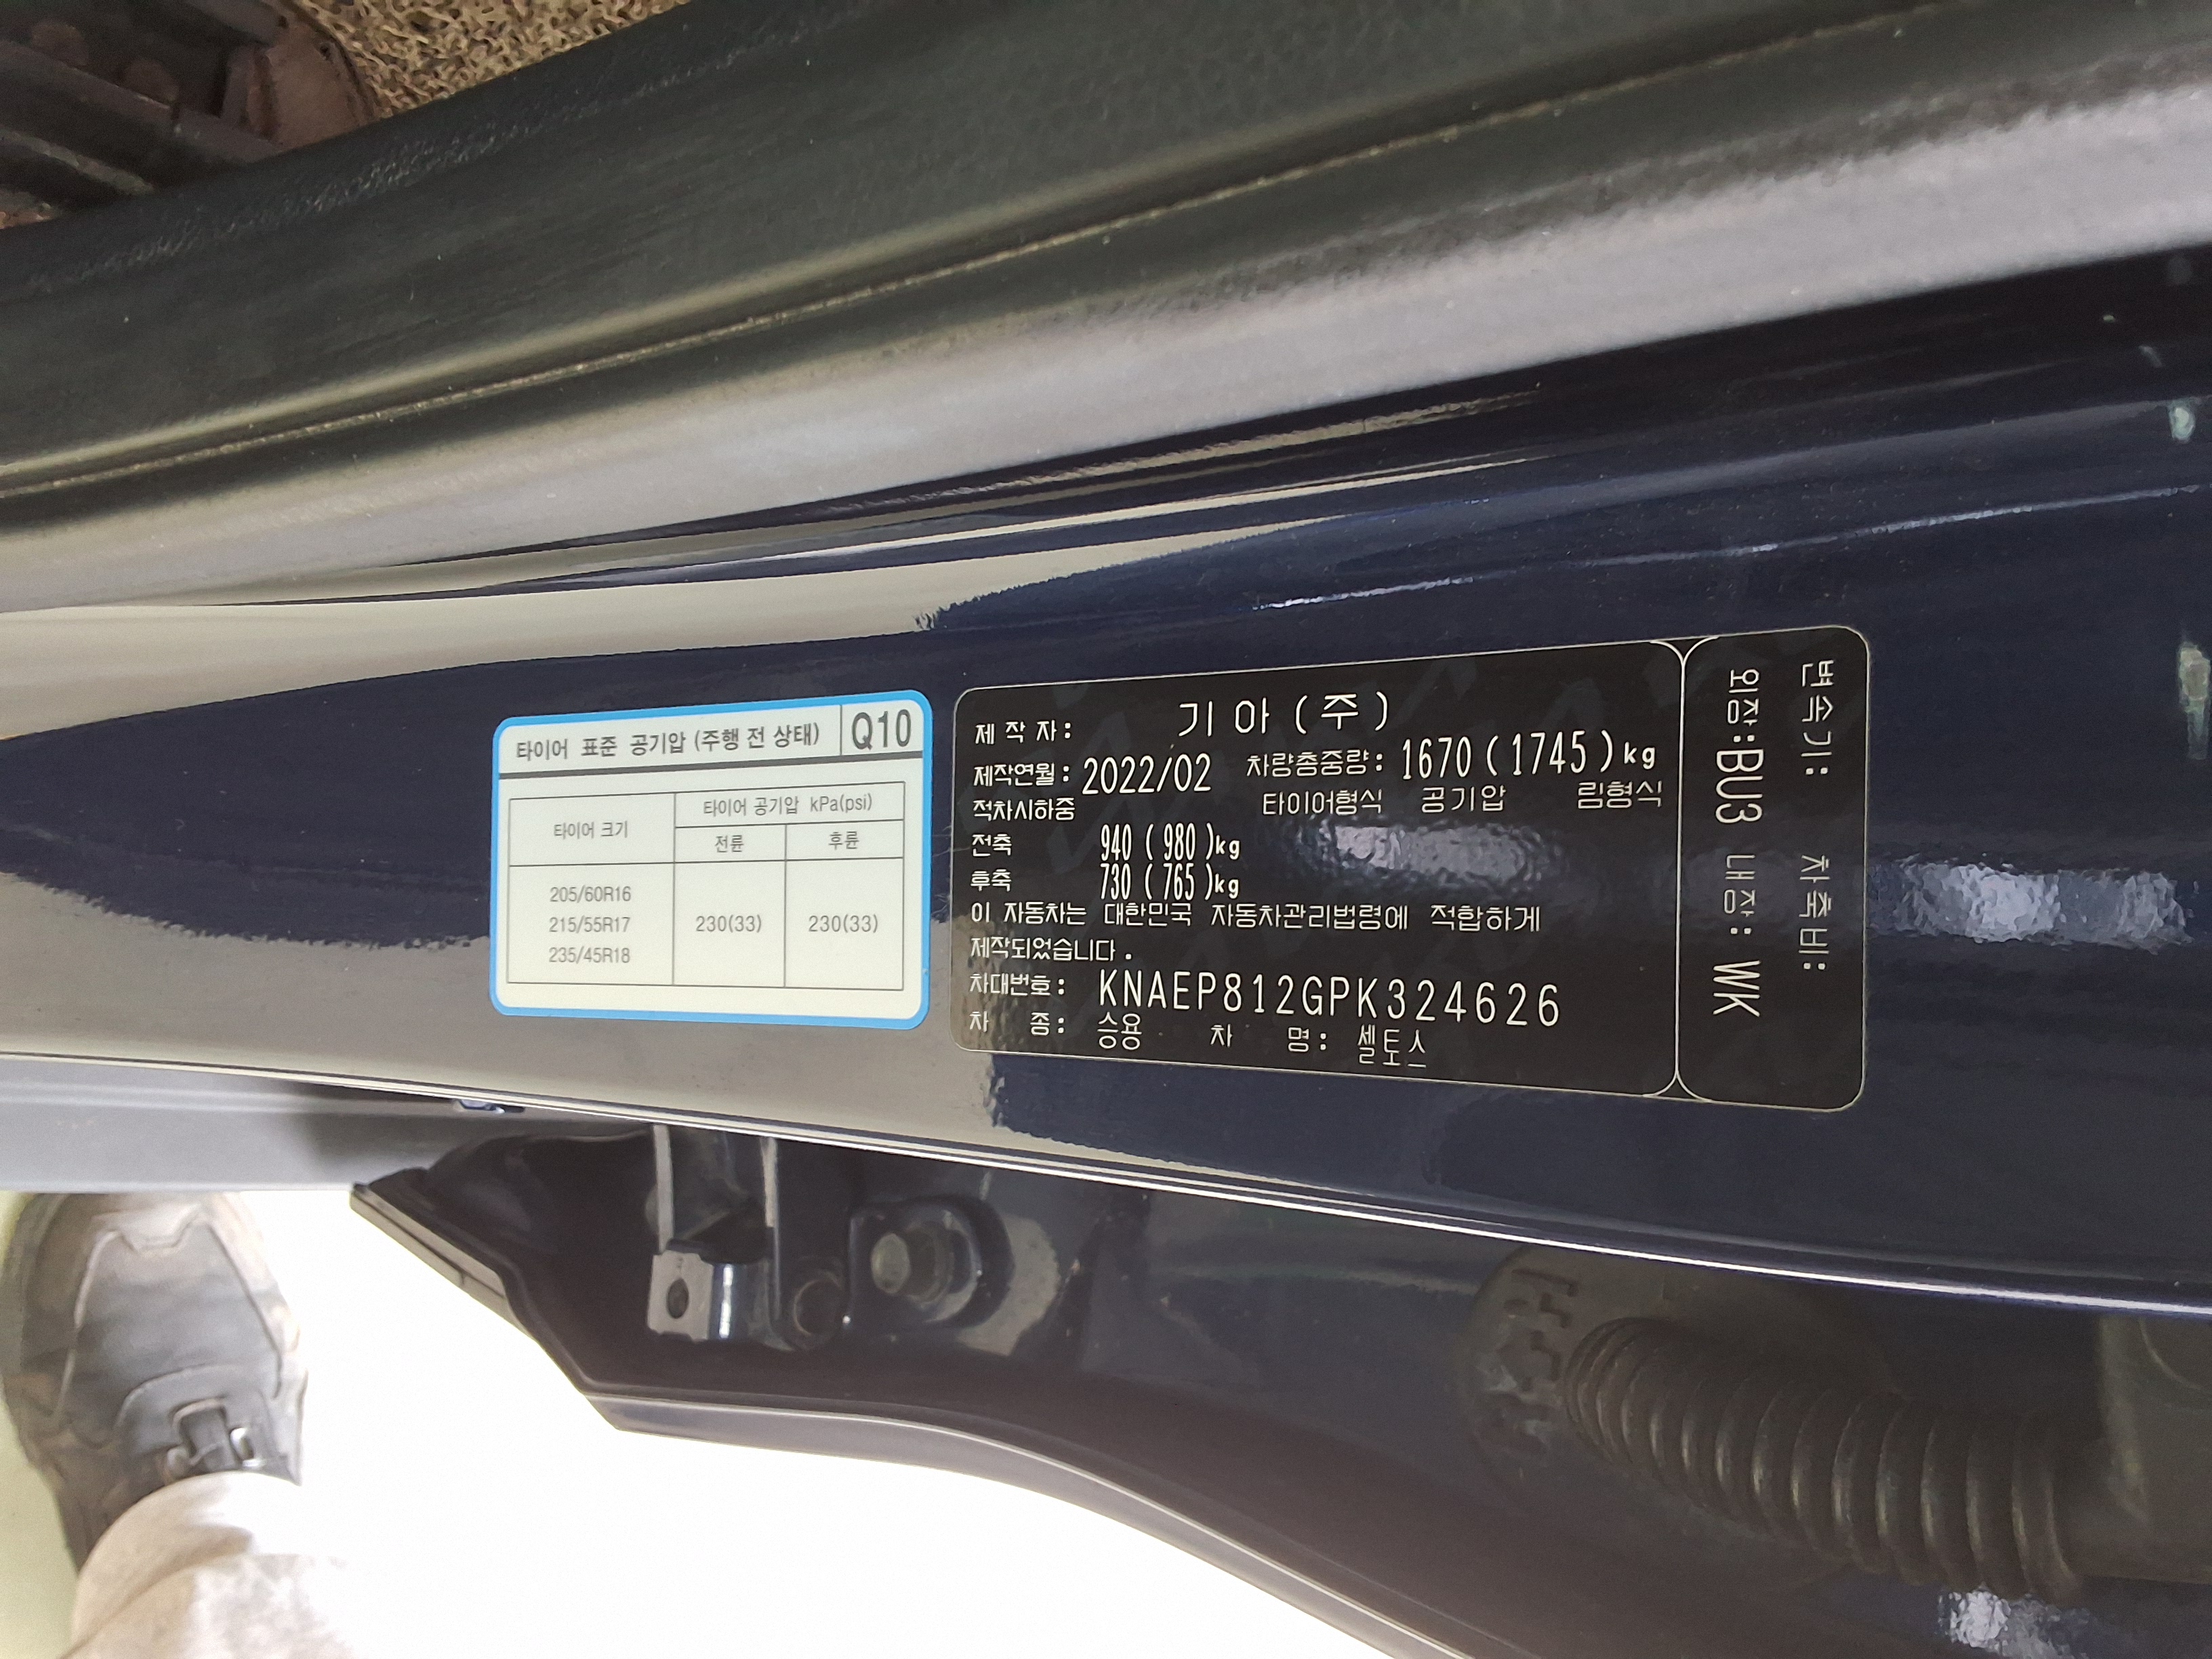 타이어 표준 공기압 (주행 전 상태) Q10
타이어 크기
타이어 공기압 kPa(psi)
전륜 후륜
205/60R16
215/55R17
235/45R18
230(33) 230(33)
제 작 자: 기 아 ( 주 )
제작연월: 2022/02 차량총중량: 1670 ( 1745 ) kg
적차시하중 타이어형식 공기압 림형식
전축 940 ( 980 )kg
후축 730 ( 765 )kg
이 자동차는 대한민국 자동차관리법령에 적합하게
제작되었습니다.
차대번호: KNAEP812GPK324626
차 종: 승용 차 명: 셀토스
변속기: 차축비:
외장:BU3 내장: WK